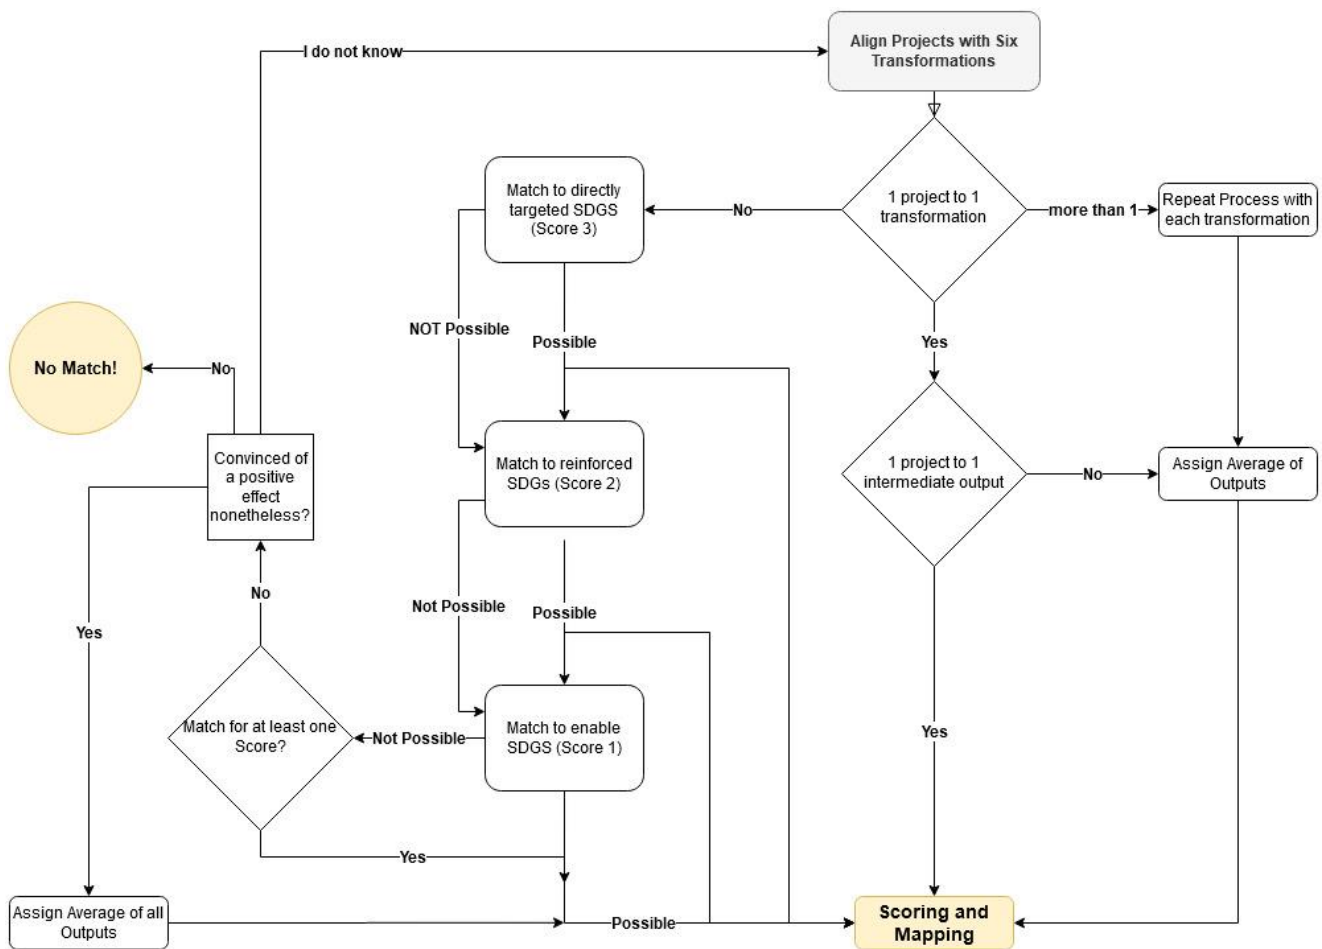 I do not know
Align Projects with Six
Transformations
Match to directly
targeted SDGS
(Score 3)
No
1 project to 1
transformation
more than 1
Repeat Process with
each transformation
NOT Possible
Possible
Yes
No Match!
No
Convinced of
a positive
effect
nonetheless?
Match to reinforced
SDGs (Score 2)
1 project to 1
intermediate output
No
Assign Average of
Outputs
No
Not Possible
Possible
Yes
Match for at least one
Score?
Not Possible
Match to enable
SDGS (Score 1)
Yes
Yes
Assign Average of all
Outputs
Possible
Scoring and
Mapping